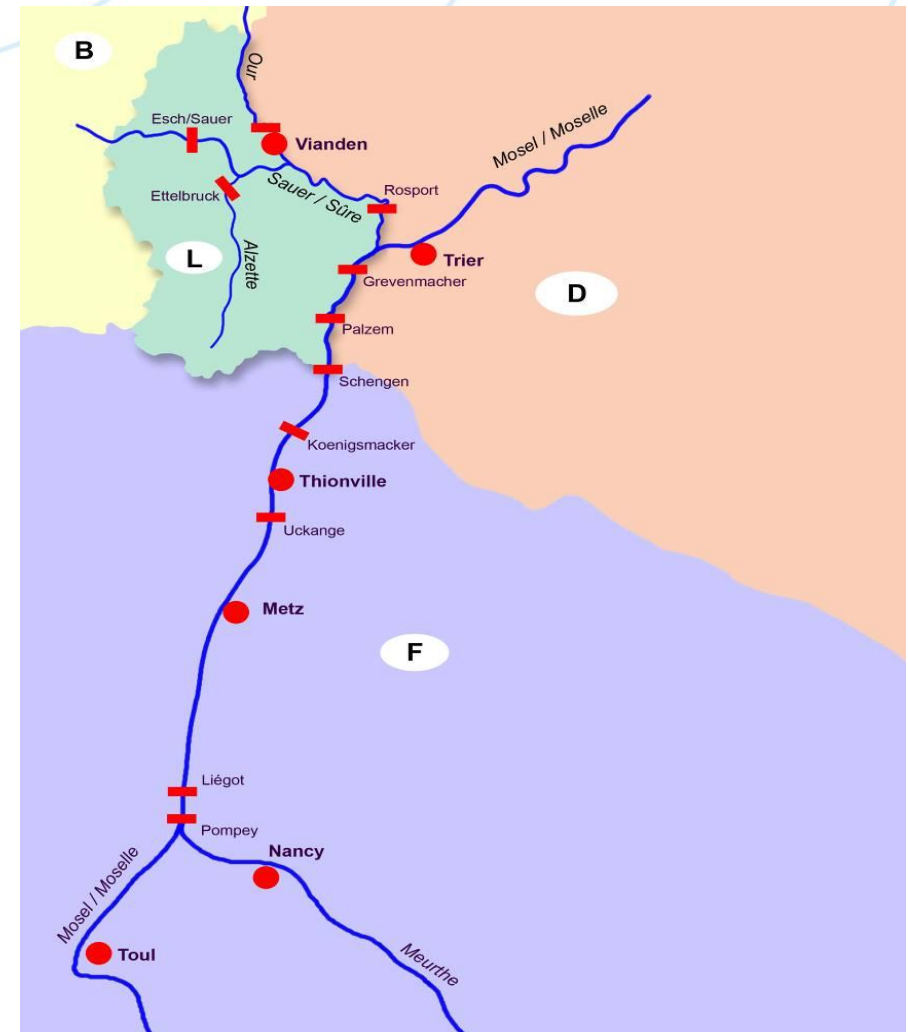 B
Our
Esch/Sauer
Vianden
Mosel / Moselle
Ettelbruck
Sauer / Sûre
Rosport
L
Alzette
Trier
Grevenmacher
D
Palzem
Schengen
Koenigsmacker
Thionville
Uckange
Metz
F
Liégot
Pompey
Nancy
Mosel / Moselle
Toul
Meurthe